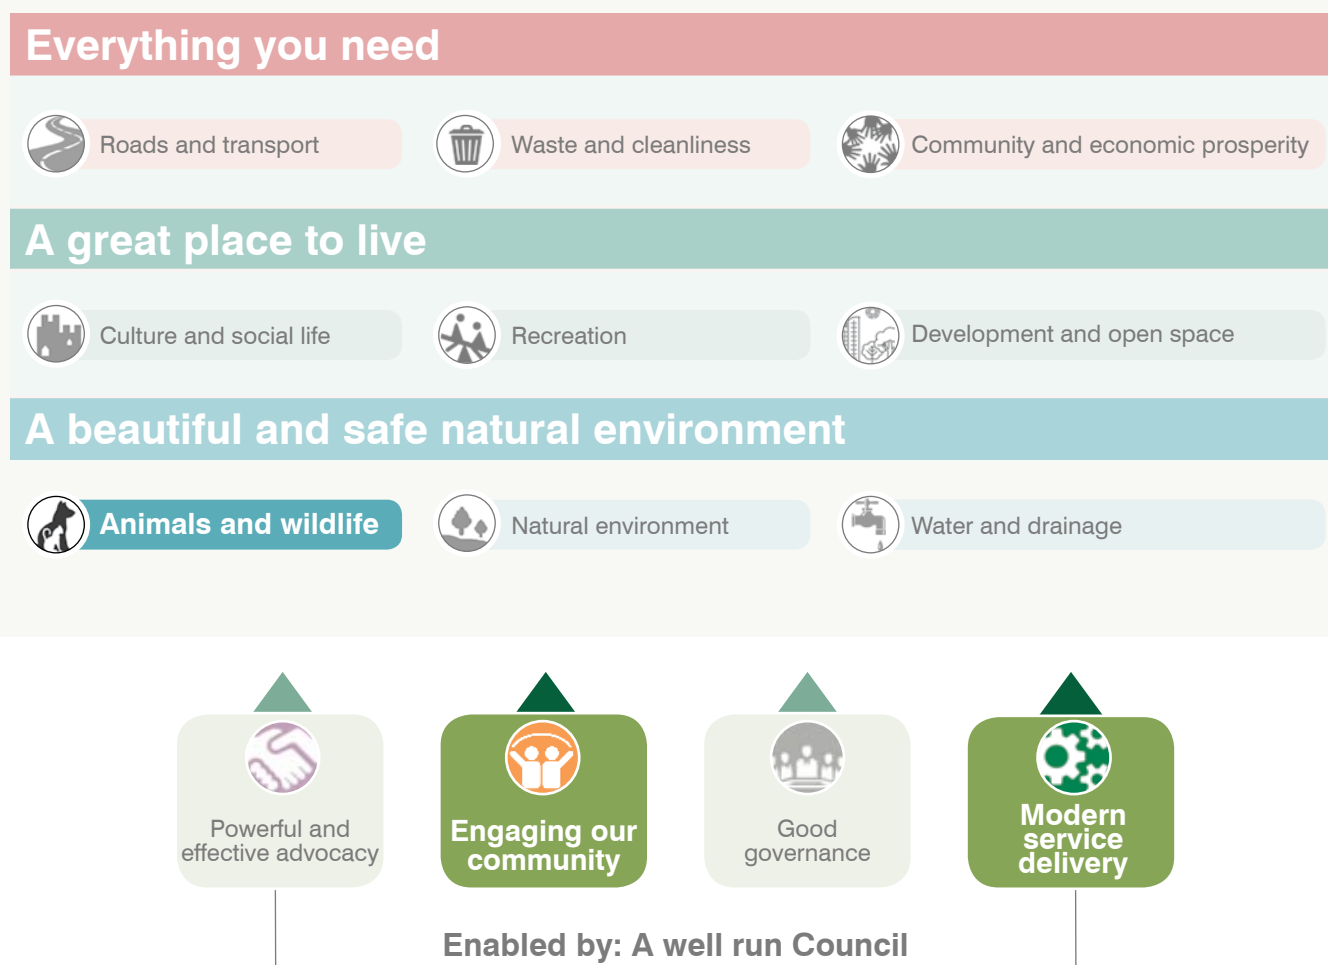 Everything you need
Roads and transport
Waste and cleanliness
Community and economic prosperity
A great place to live
Culture and social life
Recreation
Development and open space
A beautiful and safe natural environment
Animals and wildlife
Natural environment
Water and drainage
Powerful and
effective advocacy
Engaging our
community
Good
governance
Modern
service
delivery
Enabled by: A well run Council